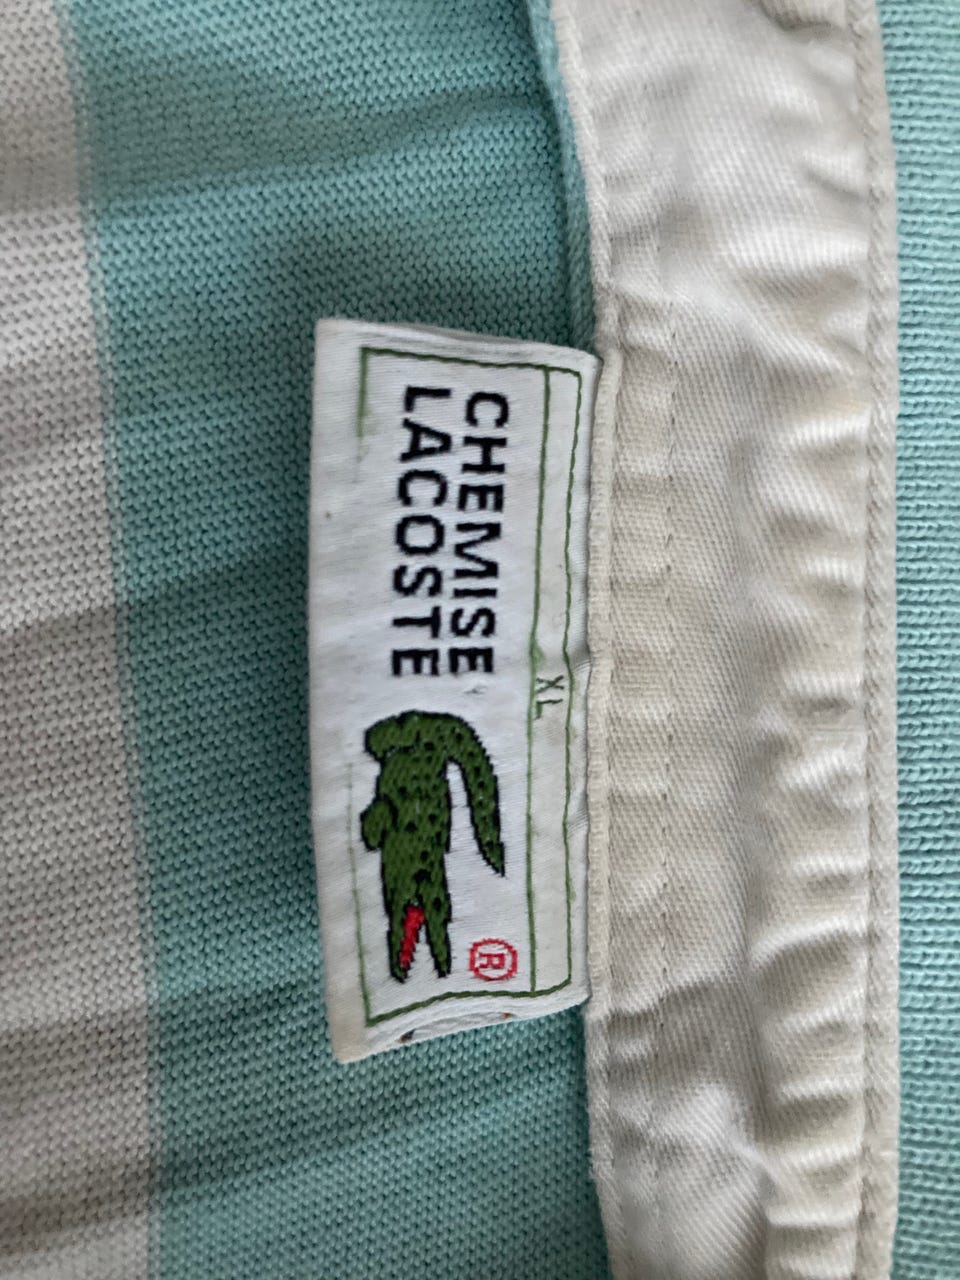 XL
CHEMISE
LACOSTE
®